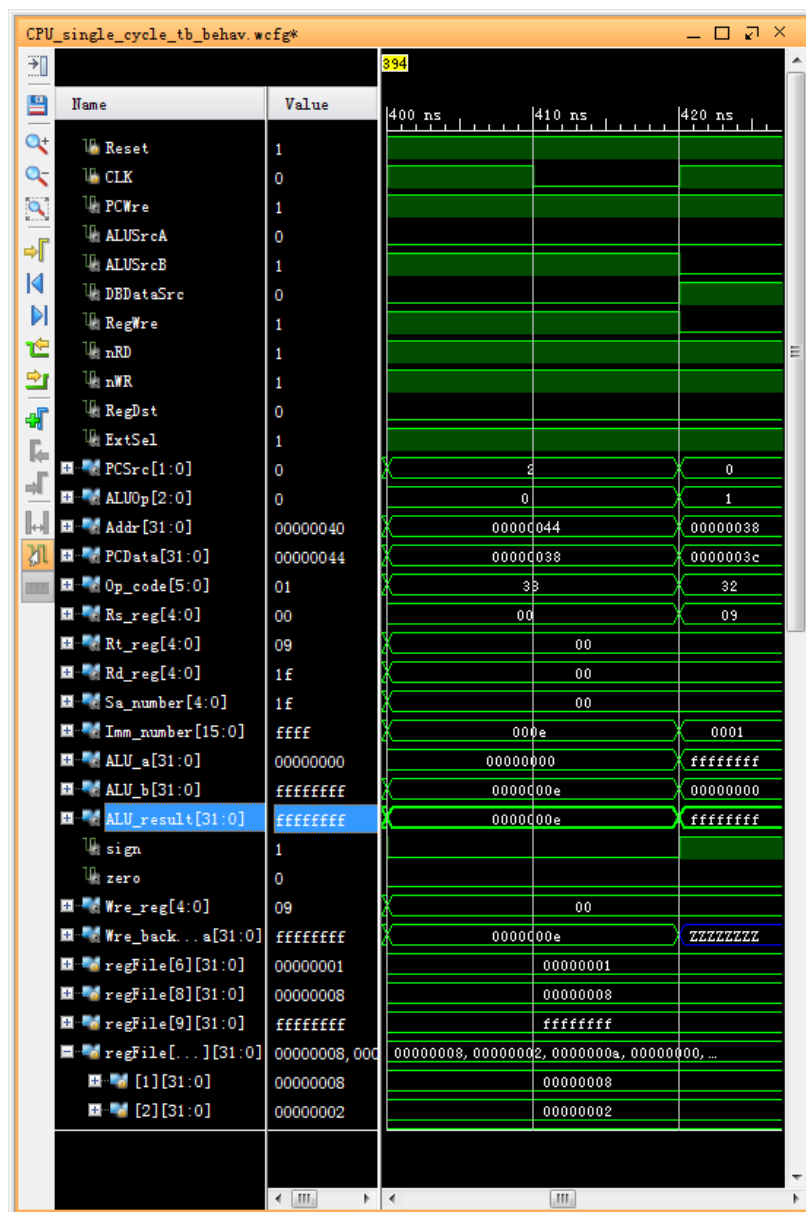 CPU_single_cycle_tb_behav.wcfg*
394
Name Value 400 ns 410 ns 420 ns
Reset 1
CLK 0
PCWre 1
ALUSrcA 0
ALUSrcB 1
DBDataSrc 0
RegWre 1
nRD 1
nWR 1
RegDst 0
ExtSel 1
PCSrc[1:0] 0 2 0
ALUOp[2:0] 0 0 1
Addr[31:0] 00000040 00000044 00000038
PCData[31:0] 00000044 00000038 0000003c
Op_code[5:0] 01 38 32
Rs_reg[4:0] 00 00 09
Rt_reg[4:0] 09 00
Rd_reg[4:0] 1f 00
Sa_number[4:0] 1f 00
Imm_number[15:0] ffff 000e 0001
ALU_a[31:0] 00000000 00000000 ffffffff
ALU_b[31:0] ffffffff 0000000e 00000000
ALU_result[31:0] ffffffff 0000000e ffffffff
sign 1
zero 0
Wre_reg[4:0] 09 00
Wre_back...a[31:0] ffffffff 0000000e ZZZZZZZZ
regFile[6][31:0] 00000001 00000001
regFile[8][31:0] 00000008 00000008
regFile[9][31:0] ffffffff ffffffff
regFile[...][31:0] 00000008,000 00000008,00000002,0000000a,00000000,...
[1][31:0] 00000008 00000008
[2][31:0] 00000002 00000002